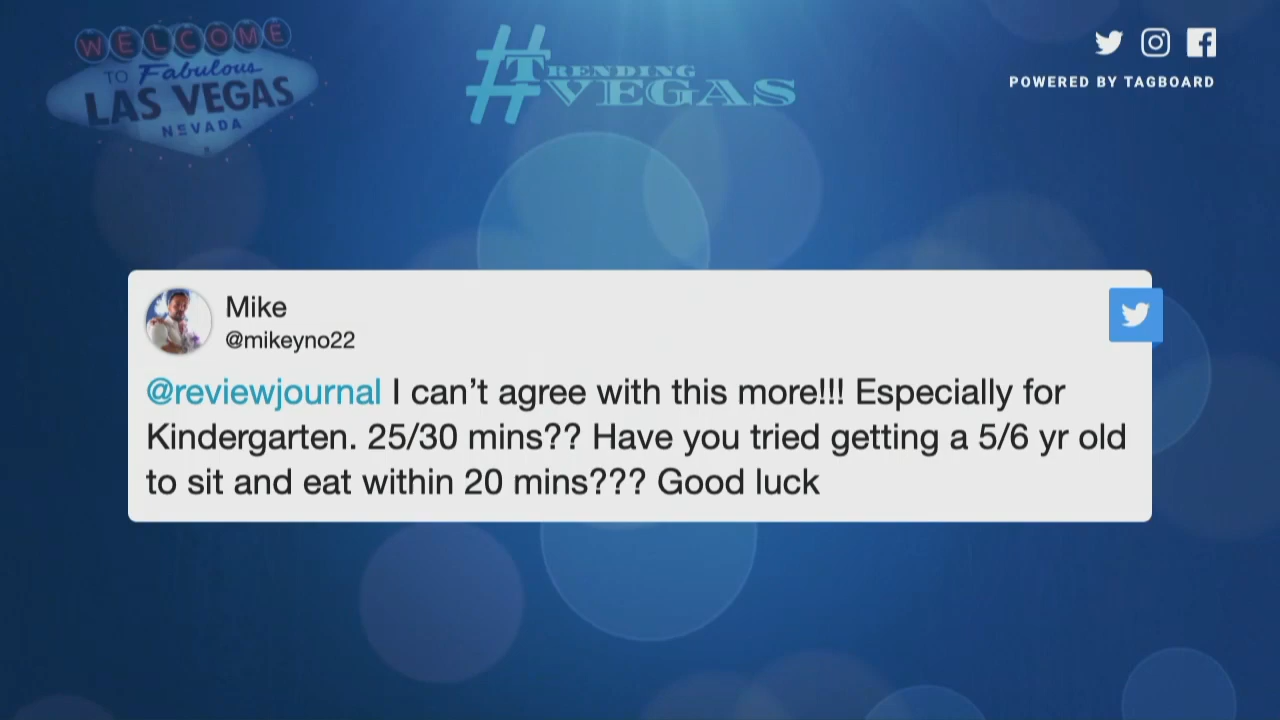 WELCOME
TO Fabulous
LAS VEGAS
NEVADA
#TRENDING
VEGAS
POWERED BY TAGBOARD
Mike
@mikeyno22
@reviewjournal I can’t agree with this more!!! Especially for
Kindergarten. 25/30 mins?? Have you tried getting a 5/6 yr old
to sit and eat within 20 mins??? Good luck